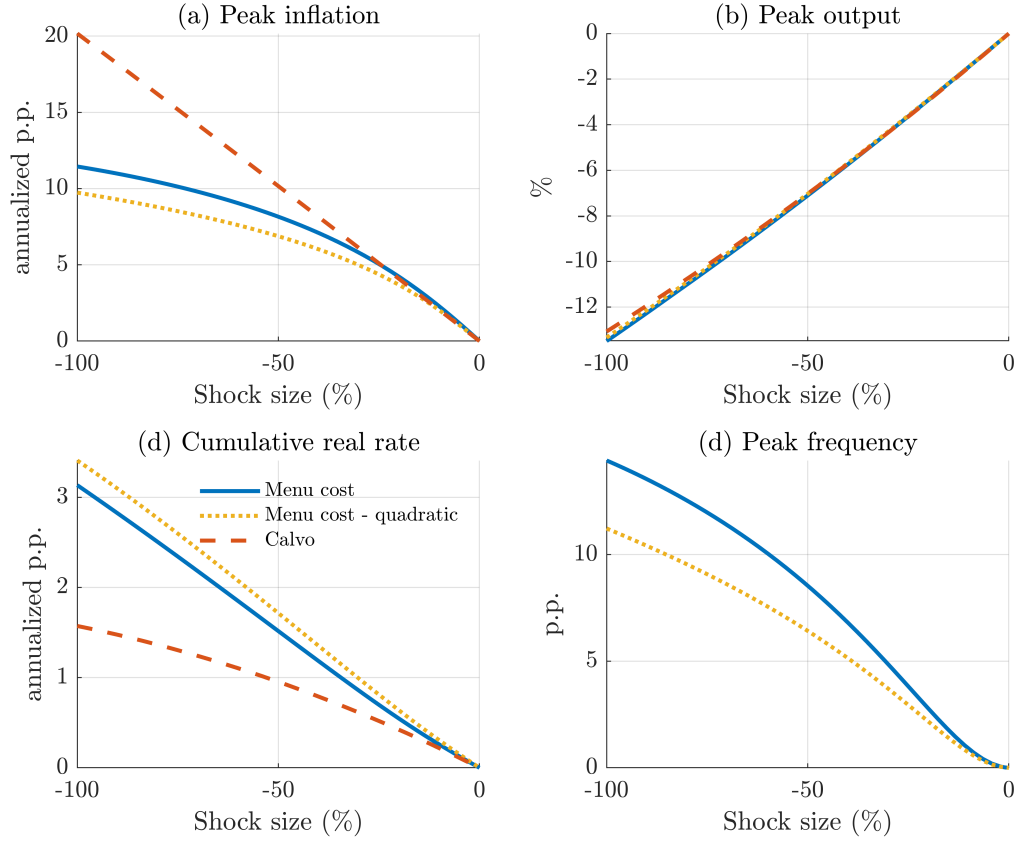 (a) Peak inflation
annualized p.p.
20
15
10
5
0
-100 -50 0
Shock size (%)
(b) Peak output
%
0
-2
-4
-6
-8
-10
-12
-100 -50 0
Shock size (%)
(d) Cumulative real rate
annualized p.p.
3
2
1
0
Menu cost
Menu cost - quadratic
Calvo
-100 -50 0
Shock size (%)
(d) Peak frequency
p.p.
10
5
0
-100 -50 0
Shock size (%)